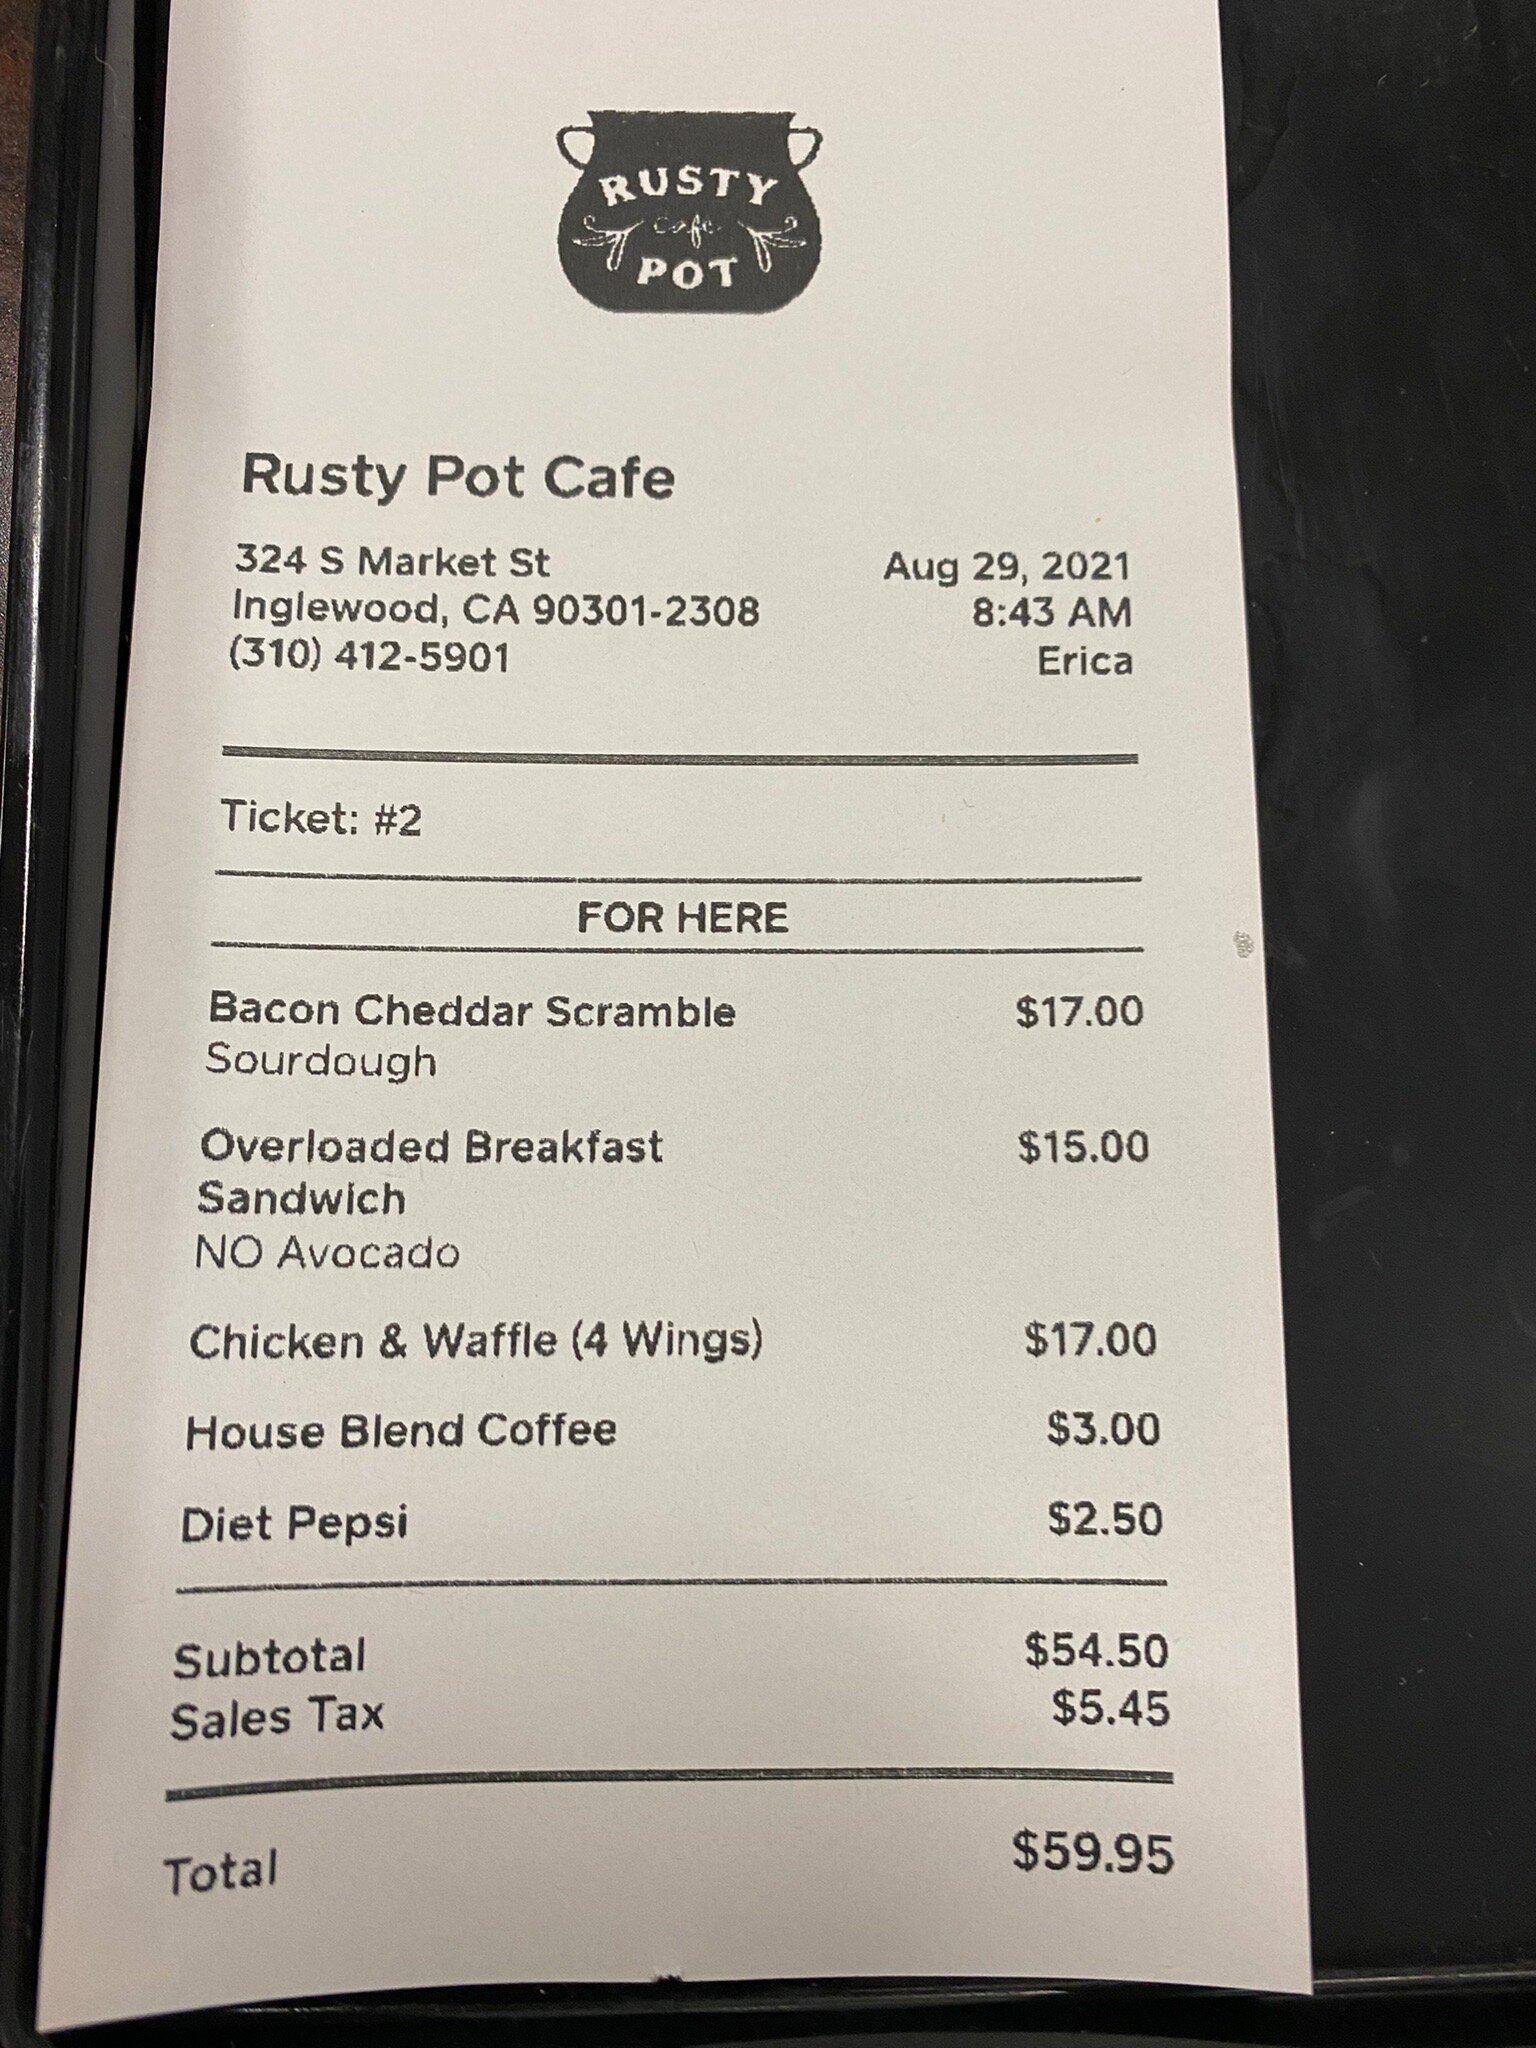 RUSTY
cafe
POT
Rusty Pot Cafe
324 S Market St
Inglewood, CA 90301-2308
(310) 412-5901
Aug 29, 2021
8:43 AM
Erica
Ticket: #2
FOR HERE
Bacon Cheddar Scramble $17.00
Sourdough
Overloaded Breakfast $15.00
Sandwich
NO Avocado
Chicken & Waffle (4 Wings) $17.00
House Blend Coffee $3.00
Diet Pepsi $2.50
Subtotal $54.50
Sales Tax $5.45
Total $59.95